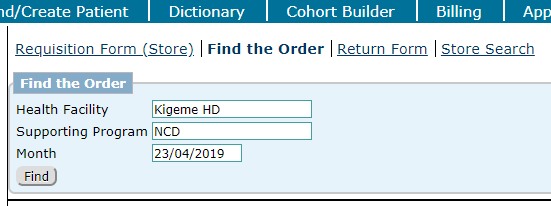 nd/Create Patient Dictionary Cohort Builder Billing App
Requisition Form (Store) Find the Order Return Form Store Search
Find the Order
Health Facility Kigeme HD
Supporting Program NCD
Month 23/04/2019
Find